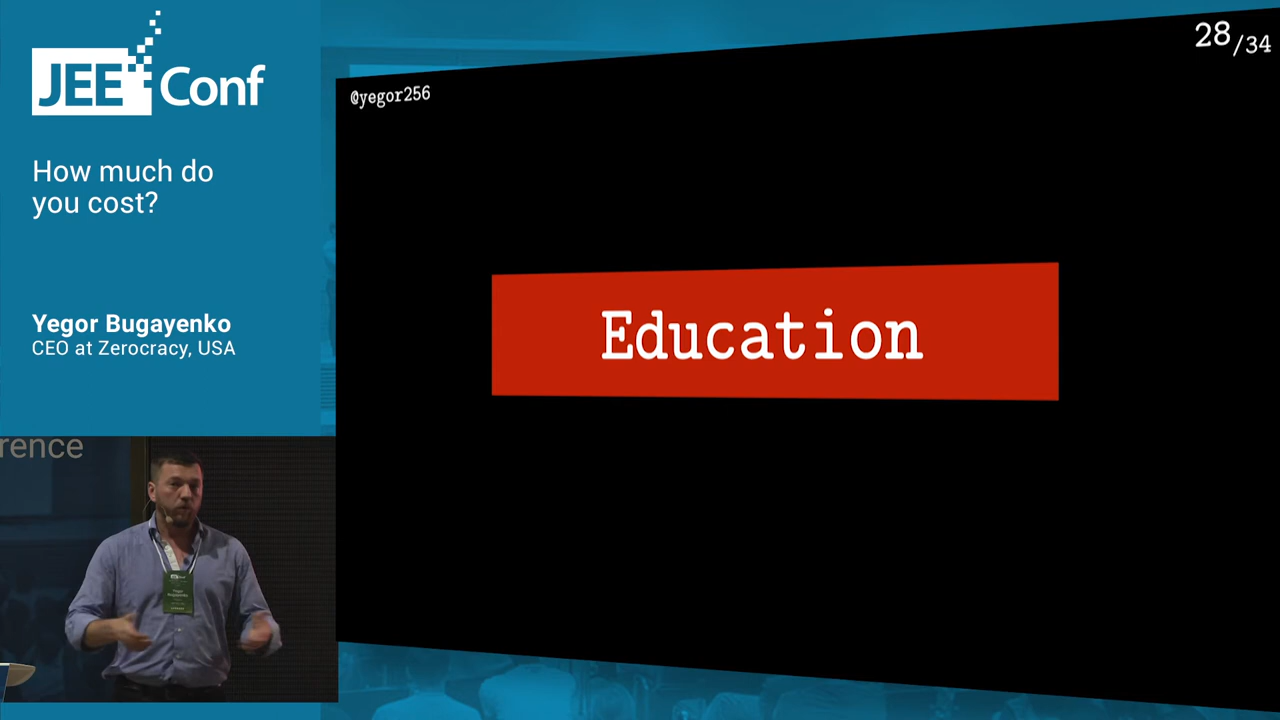 JEE Conf
How much do
you cost?
Yegor Bugayenko
CEO at Zerocracy, USA
rence
@yegor256
28/34
Education